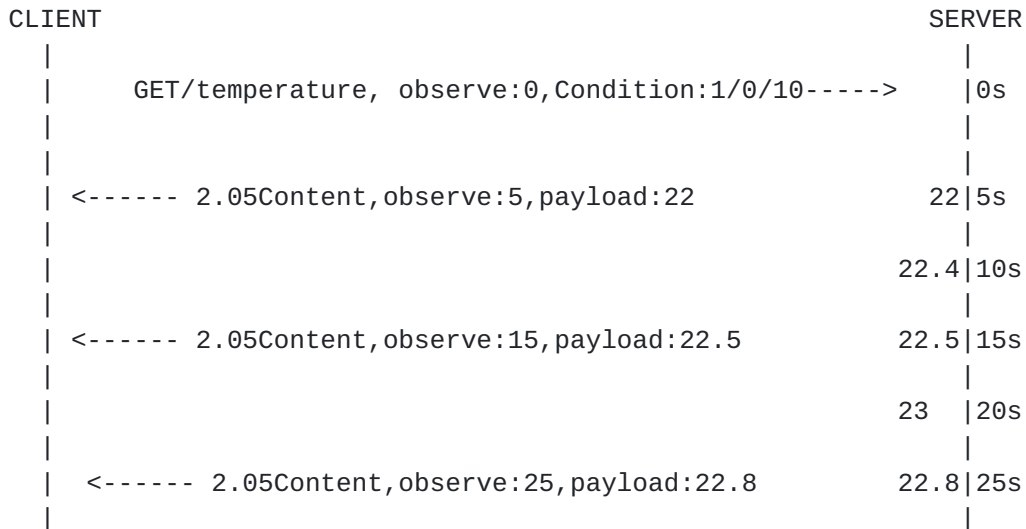 CLIENT                                                     SERVER
  |                                                           |
  |     GET/temperature, observe:0,Condition:1/0/10----->     |0s
  |                                                           |
  |                                                           |
  | <------ 2.05Content,observe:5,payload:22               22|5s
  |                                                           |
  |                                                      22.4|10s
  |                                                           |
  | <------ 2.05Content,observe:15,payload:22.5          22.5|15s
  |                                                           |
  |                                                      23  |20s
  |                                                           |
  |  <------ 2.05Content,observe:25,payload:22.8         22.8|25s
  |                                                           |